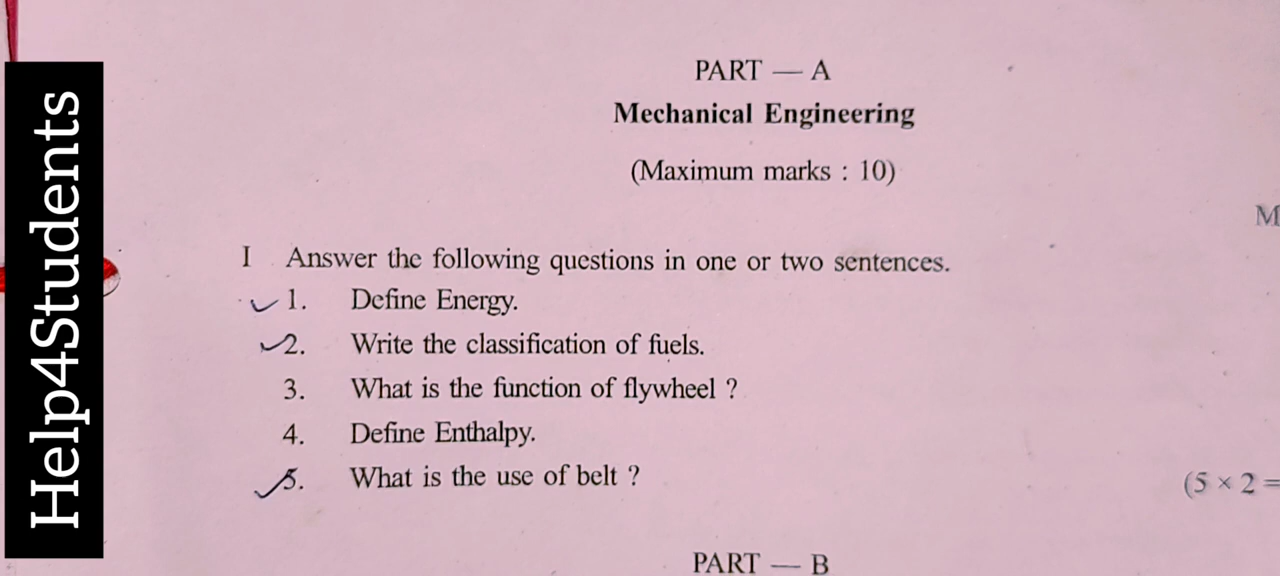 Help4Students
PART — A
Mechanical Engineering
(Maximum marks : 10)
M
I Answer the following questions in one or two sentences.
1. Define Energy.
2. Write the classification of fuels.
3. What is the function of flywheel ?
4. Define Enthalpy.
5. What is the use of belt ?
(5 × 2 =
PART — B